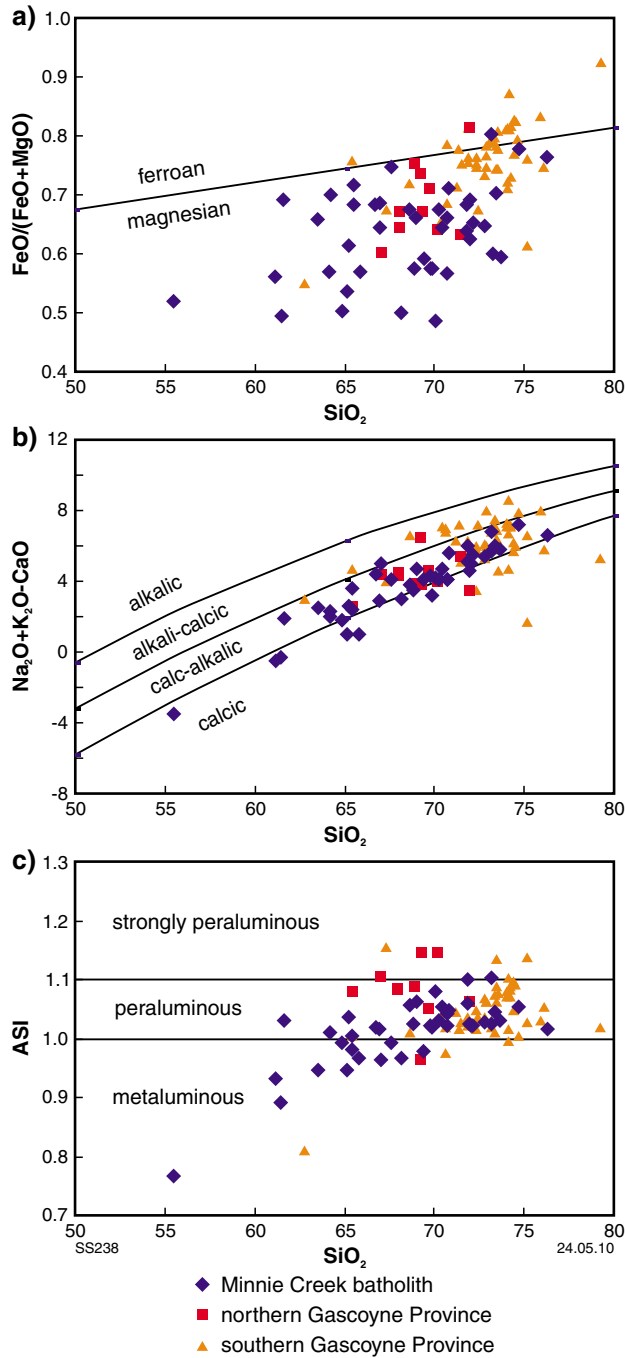 a)
1.0
0.9
0.8
0.7
0.6
0.5
0.4
FeO/(FeO+MgO)
ferroan
magnesian
50 55 60 65 70 75 80
SiO₂
b)
12
8
4
0
-4
-8
Na₂O+K₂O-CaO
alkalic
alkali-calcic
calc-alkalic
calcic
50 55 60 65 70 75 80
SiO₂
c)
1.3
1.2
1.1
1.0
0.9
0.8
0.7
ASI
strongly peraluminous
peraluminous
metaluminous
50 55 60 65 70 75 80
SS238 SiO₂ 24.05.10
Minnie Creek batholith
northern Gascoyne Province
southern Gascoyne Province